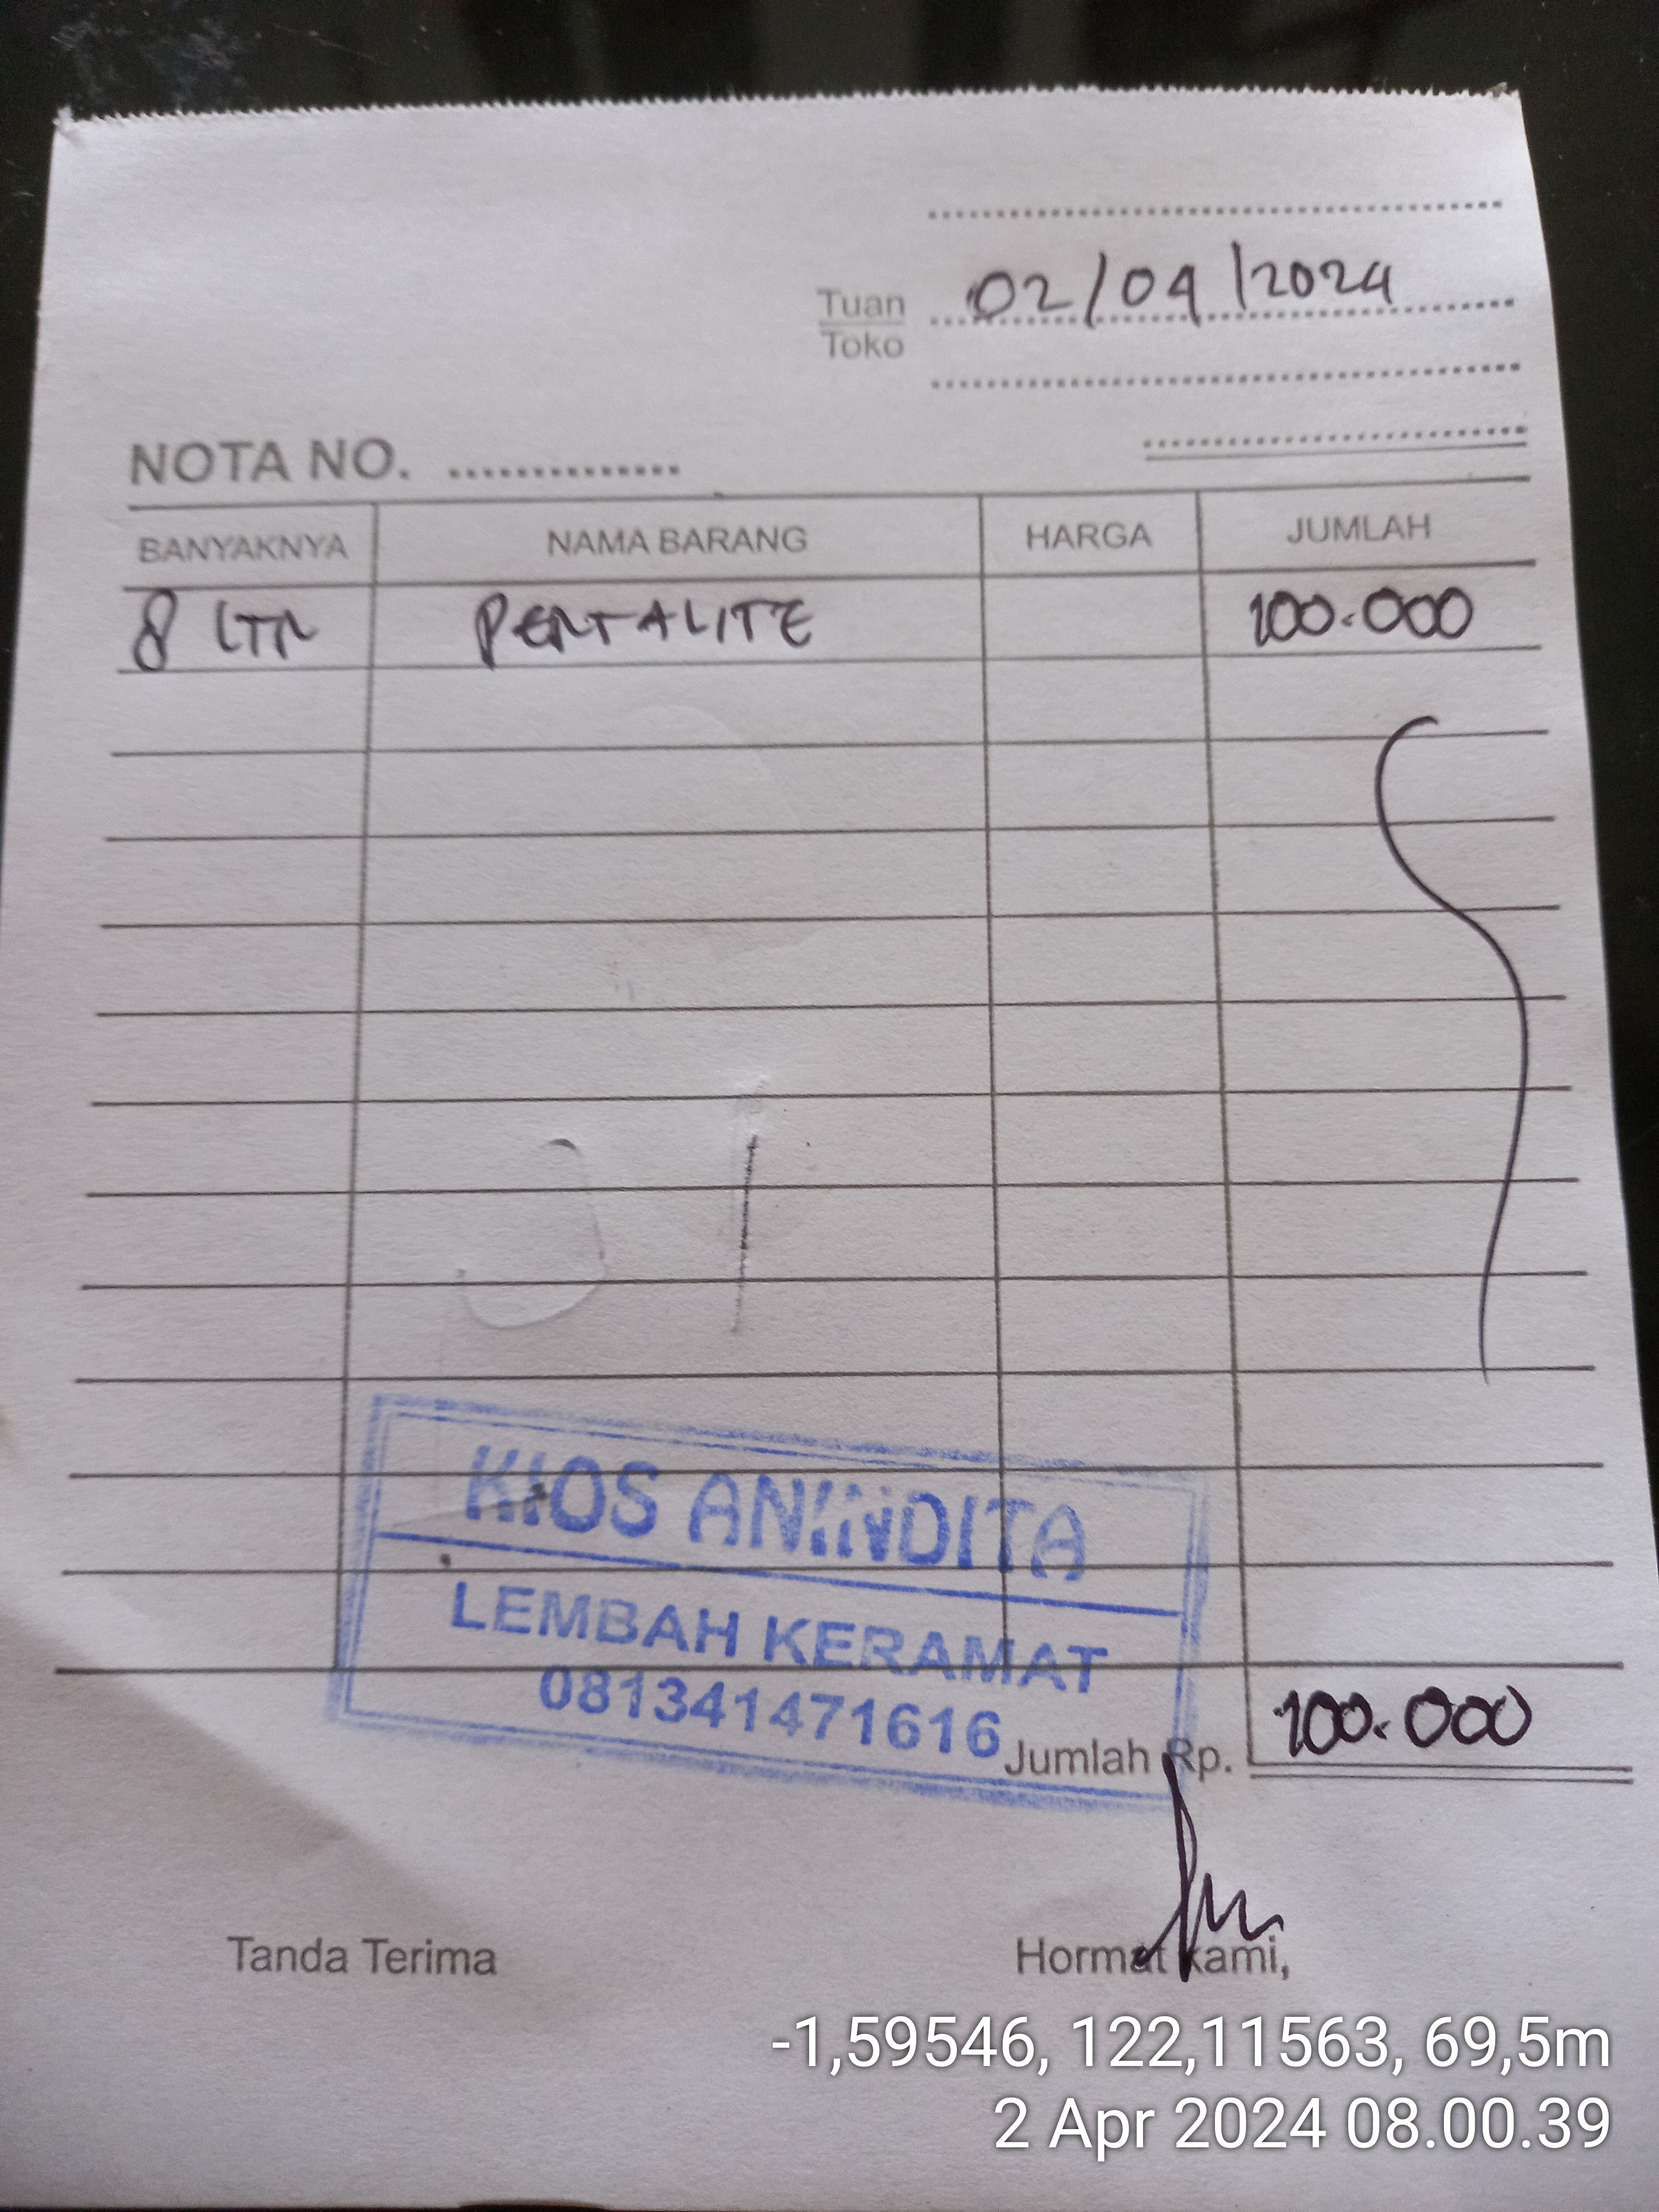 02/04/2024
Tuan
Toko
NOTA NO. ..............
BANYAKNYA NAMA BARANG HARGA JUMLAH
8 LTR PERTALITE 100.000
KIOS ANINDITA
LEMBAH KERAMAT
081341471616
Jumlah Rp. 100.000
Tanda Terima Hormat kami,
-1,59546, 122,11563, 69,5m
2 Apr 2024 08.00.39